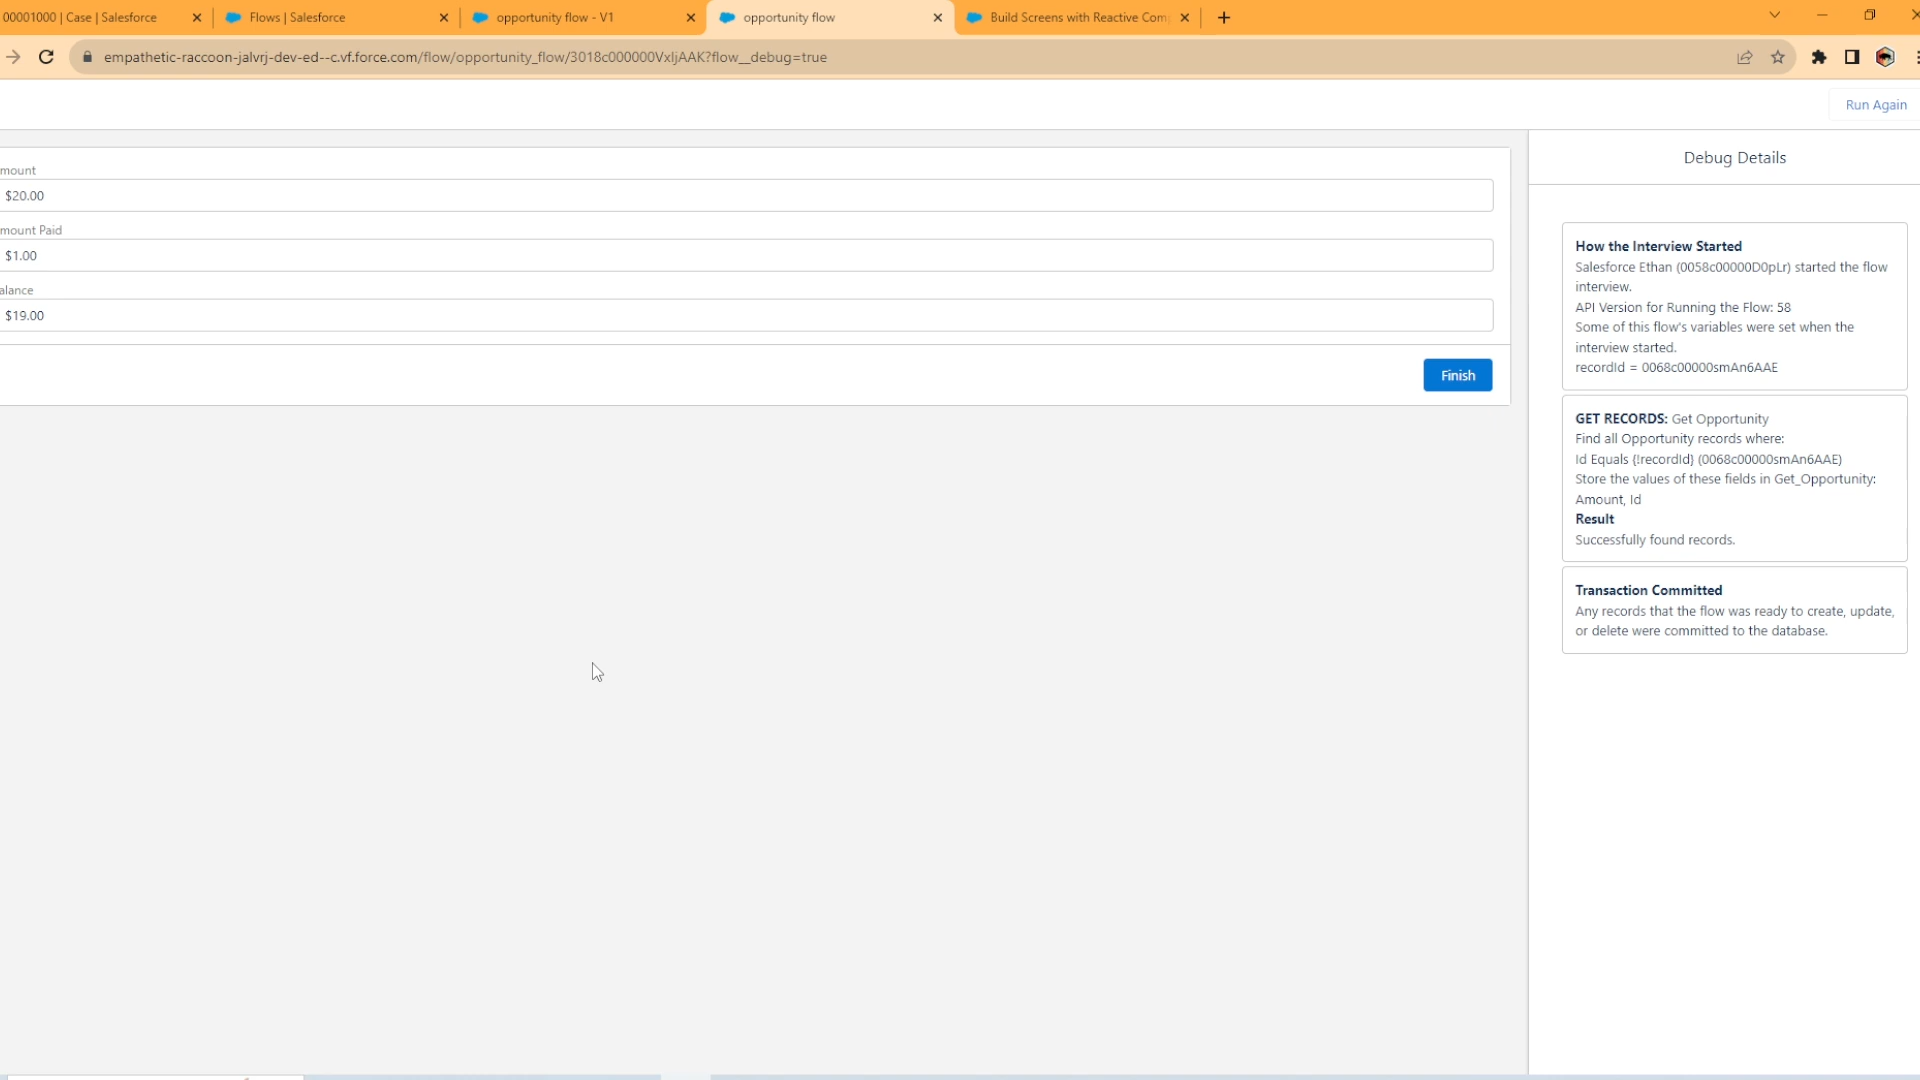 00001000 | Case | Salesforce
Flows | Salesforce
opportunity flow - V1
opportunity flow
Build Screens with Reactive Com
empathetic-raccoon-jalvrj-dev-ed--c.vf.force.com/flow/opportunity_flow/3018c000000VxljAAK?flow__debug=true
Run Again
mount
$20.00
mount Paid
$1.00
alance
$19.00
Finish
Debug Details
How the Interview Started
Salesforce Ethan (0058c00000D0pLr) started the flow
interview.
API Version for Running the Flow: 58
Some of this flow's variables were set when the
interview started.
recordId = 0068c00000smAn6AAE
GET RECORDS: Get Opportunity
Find all Opportunity records where:
Id Equals {!recordId} (0068c00000smAn6AAE)
Store the values of these fields in Get_Opportunity:
Amount, Id
Result
Successfully found records.
Transaction Committed
Any records that the flow was ready to create, update,
or delete were committed to the database.